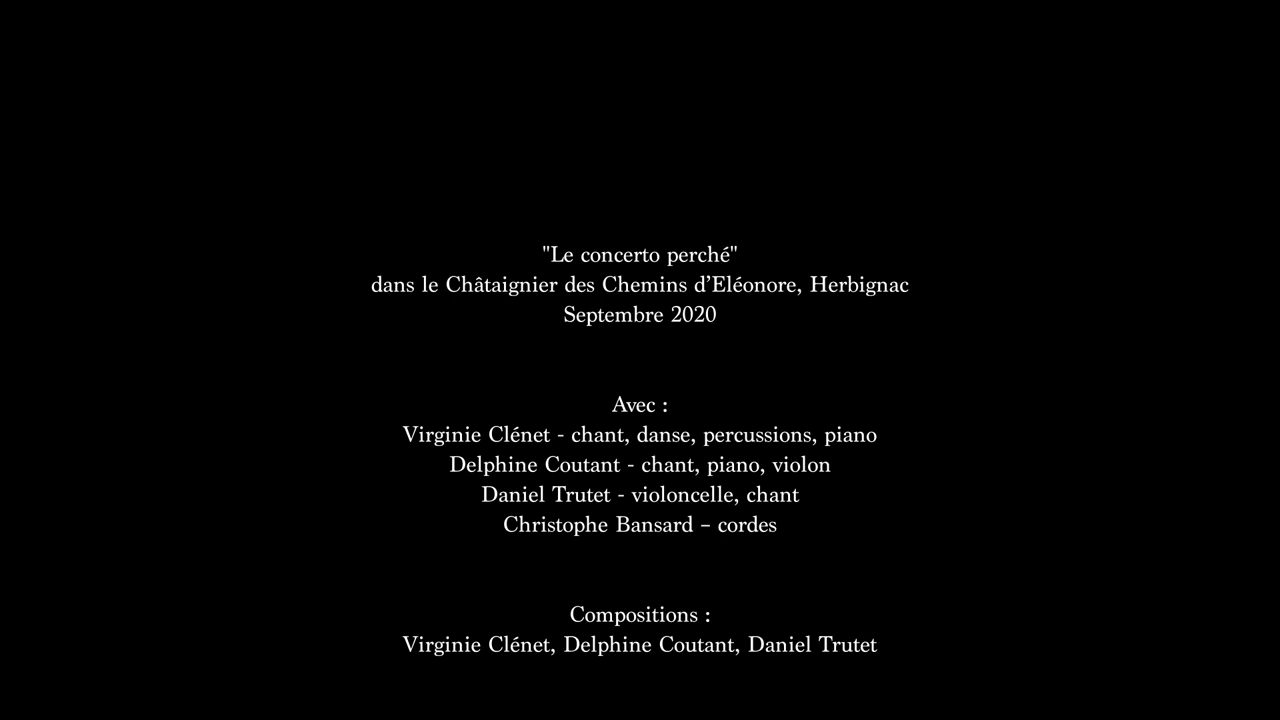 "Le concerto perché"
dans le Châtaignier des Chemins d’Eléonore, Herbignac
Septembre 2020
Avec :
Virginie Clénet - chant, danse, percussions, piano
Delphine Coutant - chant, piano, violon
Daniel Trutet - violoncelle, chant
Christophe Bansard – cordes
Compositions :
Virginie Clénet, Delphine Coutant, Daniel Trutet